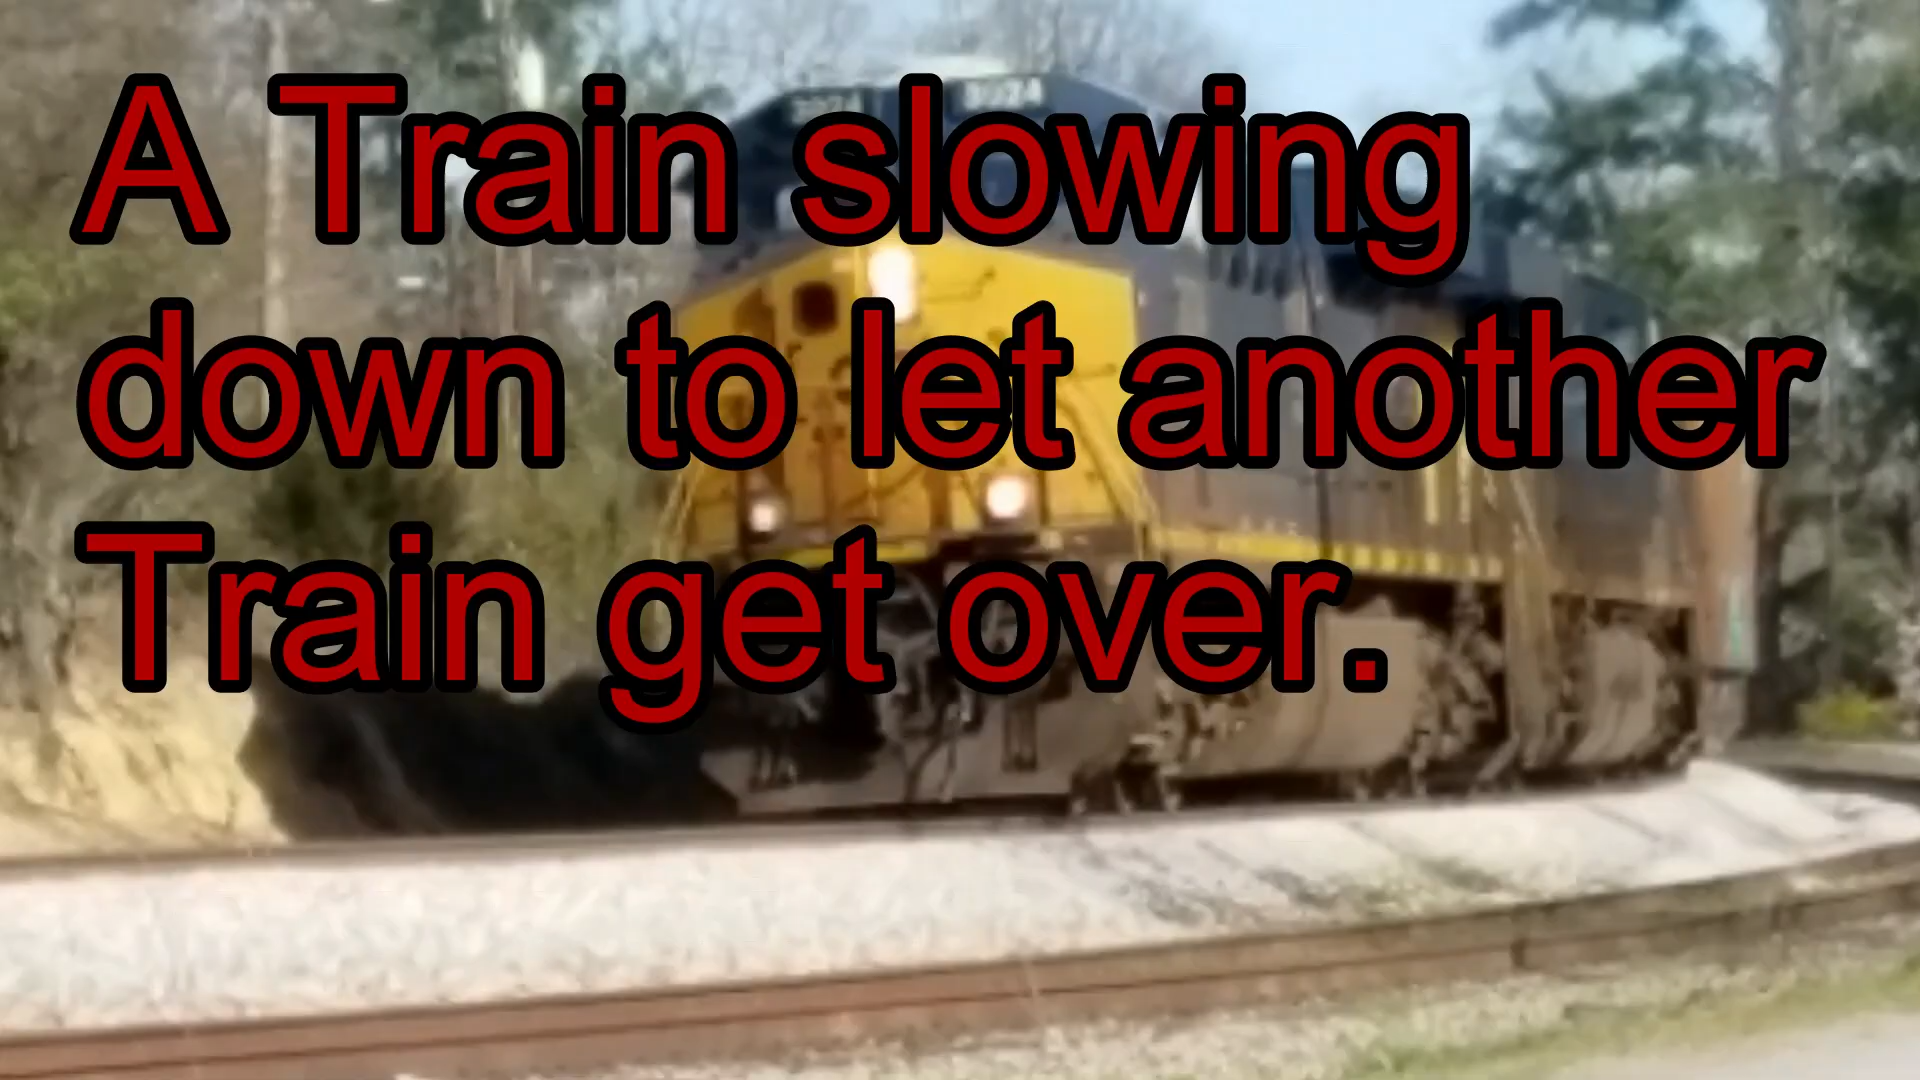 A Train slowing
down to let another
Train get over.